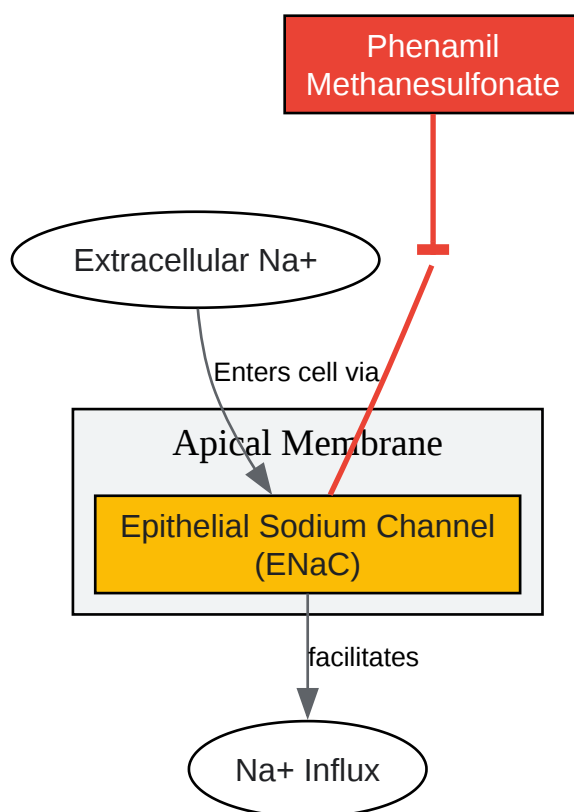 Phenamil
Methanesulfonate
Extracellular Na+
Enters cell via
Apical Membrane
Epithelial Sodium Channel
(ENaC)
facilitates
Na+ Influx